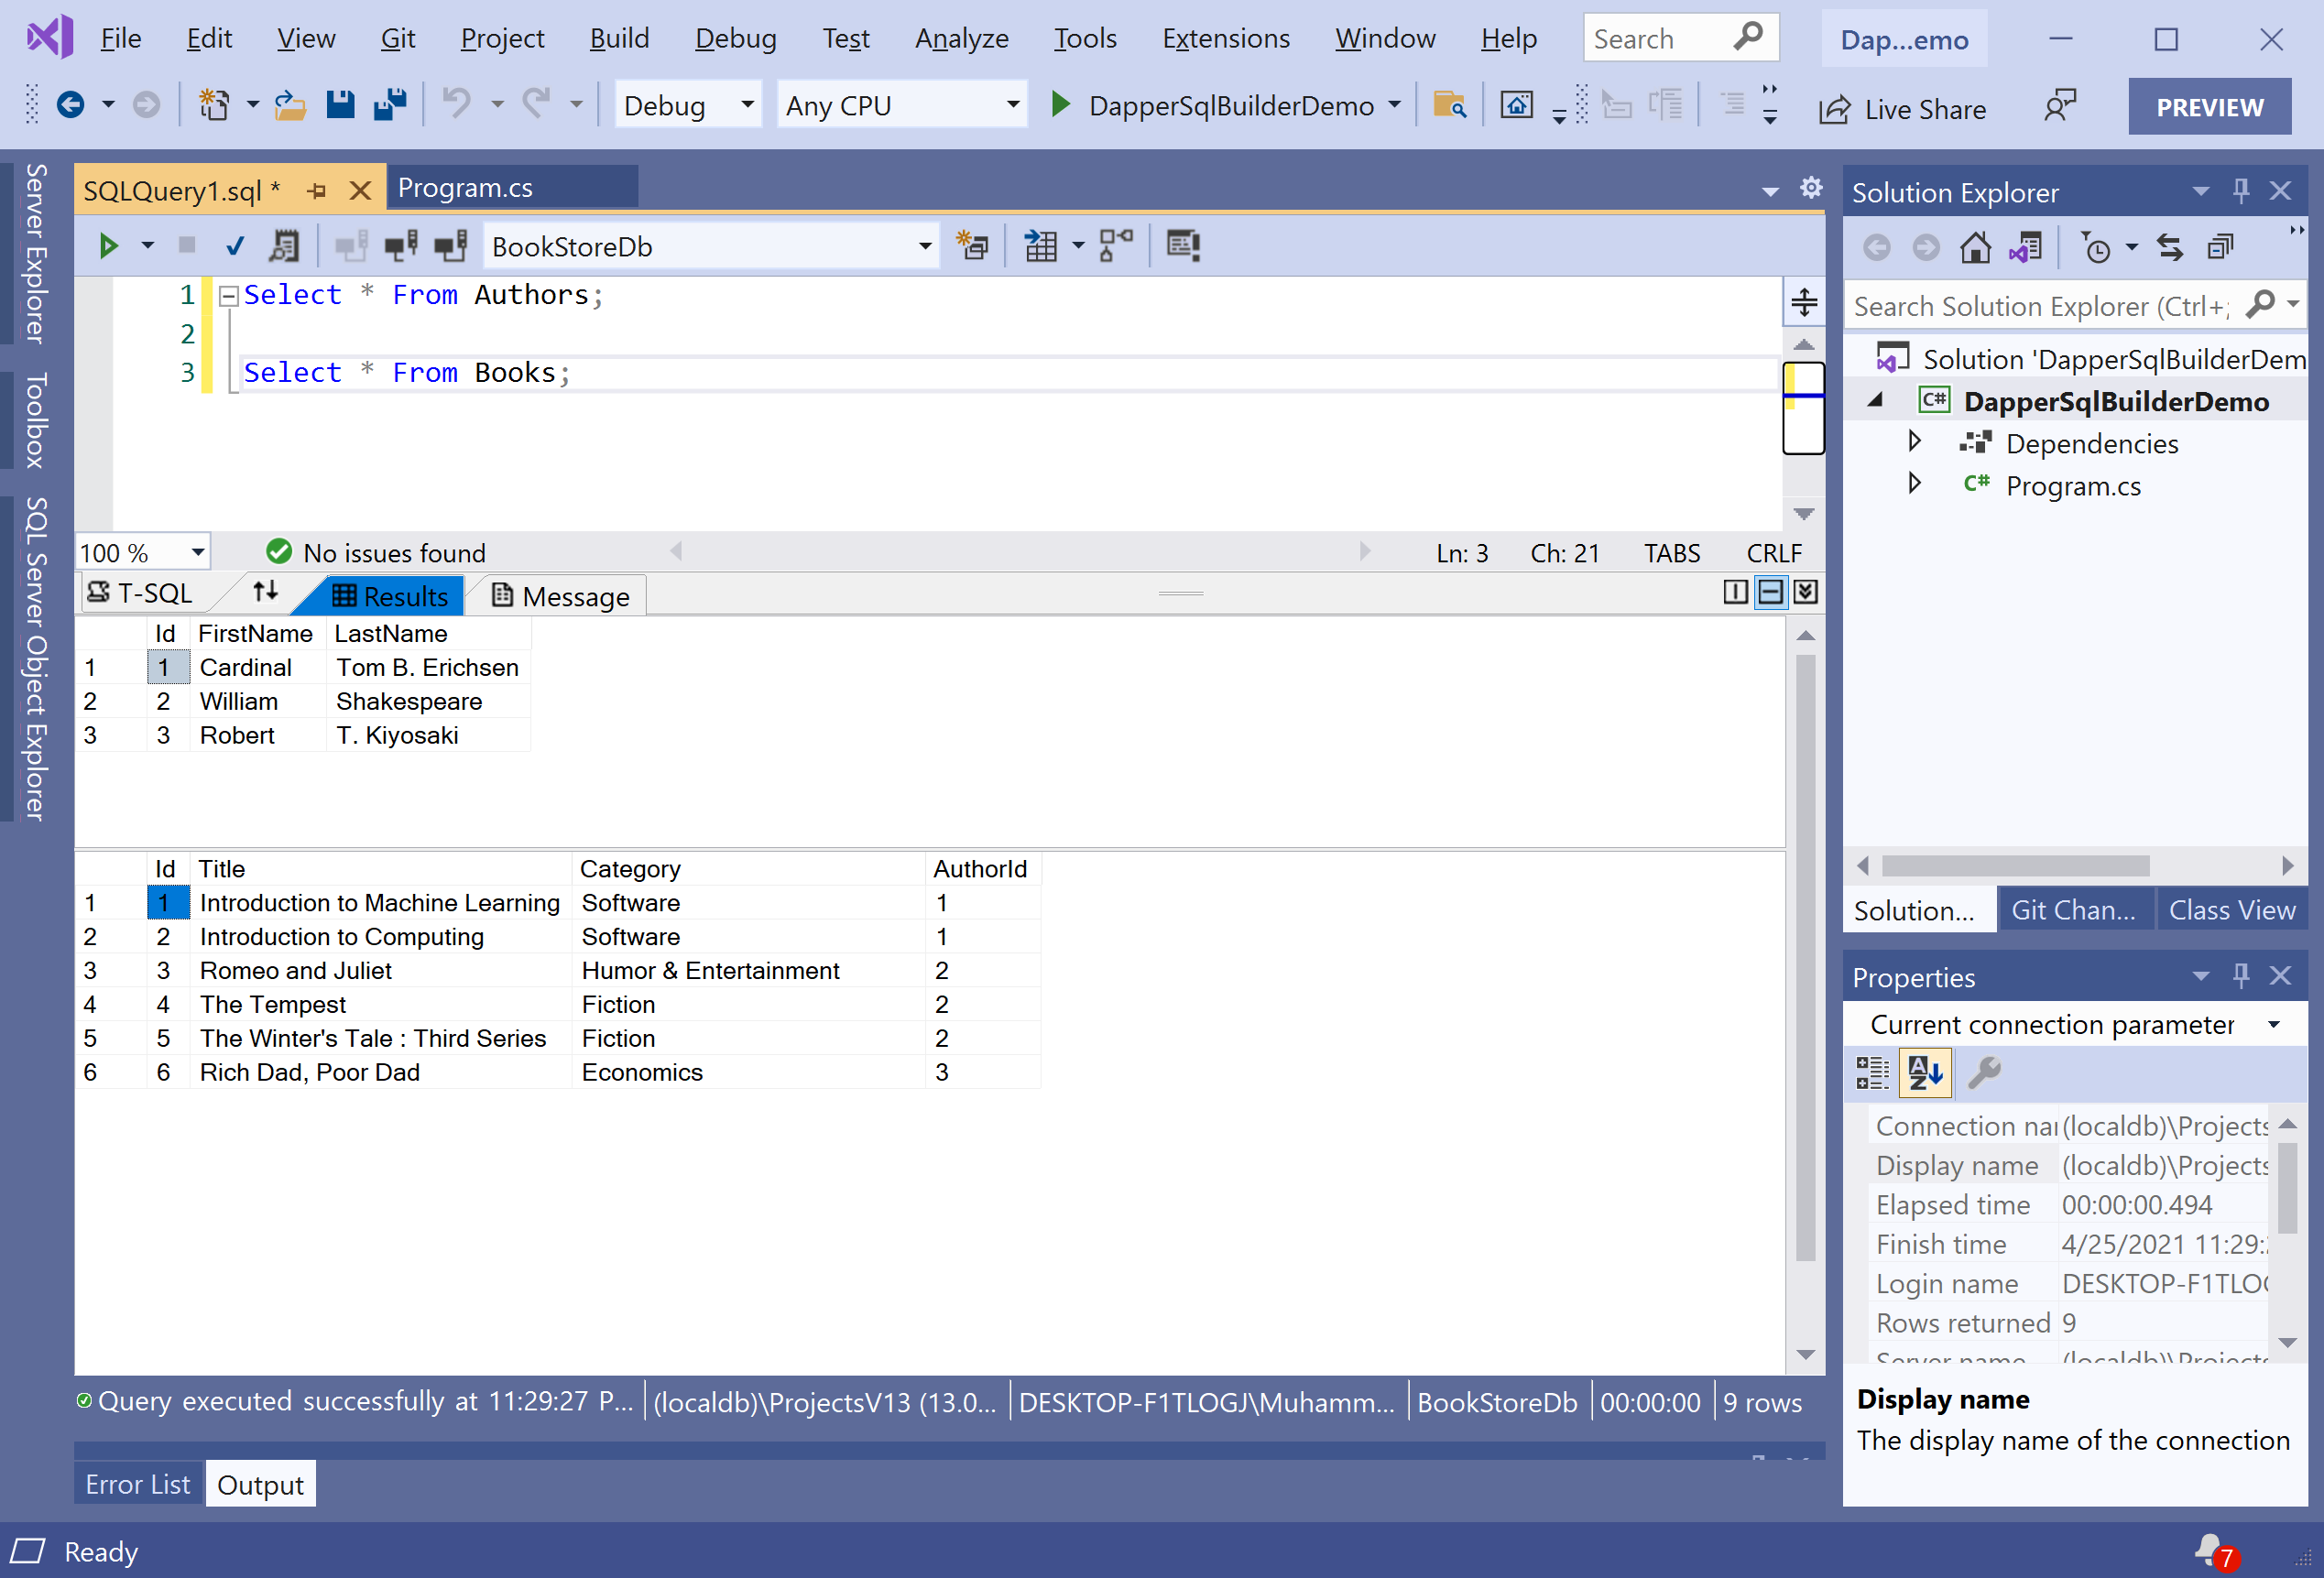 File Edit View Git Project Build Debug Test Analyze Tools Extensions Window Help Search Dap...emo
Debug Any CPU DapperSqlBuilderDemo Live Share PREVIEW
Server Explorer
Toolbox
SQL Server Object Explorer
SQLQuery1.sql * Program.cs
BookStoreDb
1 Select * From Authors;
2
3 Select * From Books;
100 % No issues found Ln: 3 Ch: 21 TABS CRLF
T-SQL Results Message
Id FirstName LastName
1 1 Cardinal Tom B. Erichsen
2 2 William Shakespeare
3 3 Robert T. Kiyosaki
Id Title Category AuthorId
1 1 Introduction to Machine Learning Software 1
2 2 Introduction to Computing Software 1
3 3 Romeo and Juliet Humor & Entertainment 2
4 4 The Tempest Fiction 2
5 5 The Winter's Tale : Third Series Fiction 2
6 6 Rich Dad, Poor Dad Economics 3
Query executed successfully at 11:29:27 P... (localdb)\ProjectsV13 (13.0... DESKTOP-F1TLOGJ\Muhamm... BookStoreDb 00:00:00 9 rows
Error List Output
Solution Explorer
Search Solution Explorer (Ctrl+;
Solution 'DapperSqlBuilderDem
C# DapperSqlBuilderDemo
Dependencies
C# Program.cs
Solution... Git Chan... Class View
Properties
Current connection parameter
Connection nar (localdb)\Projects
Display name (localdb)\Projects
Elapsed time 00:00:00.494
Finish time 4/25/2021 11:29:
Login name DESKTOP-F1TLO
Rows returned 9
Server name (localdb)\Projects
Display name
The display name of the connection
Ready 7